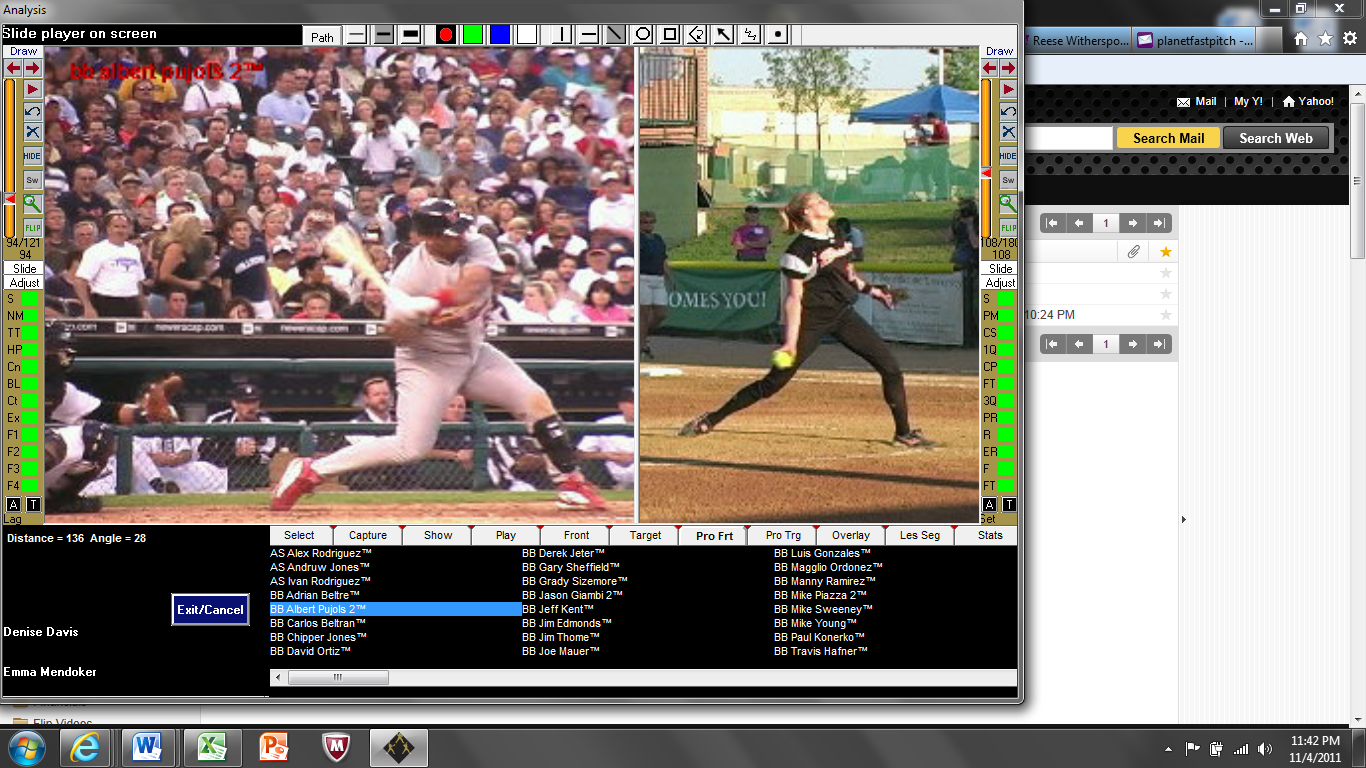 Analysis
Slide player on screen
Path
Draw
HIDE
Sw
FLIP
94/121
94
Slide
Adjust
S
NM
TT
HP
Cn
BL
Ct
Ex
F1
F2
F3
F4
A T
Lag
bb albert pujols 2™
neweracap.com
neweracap.com
neweracap.com
OMES YOU!
Draw
HIDE
Sw
FLIP
108/180
108
Slide
Adjust
S
PM
CS
1Q
CP
FT
3Q
PR
R
ER
F
FT
A T
Set
Reese Witherspo...
planetfastpitch -...
Mail | My Y! | Yahoo!
Search Mail Search Web
1
10:24 PM
1
Distance = 136 Angle = 28
Exit/Cancel
Denise Davis
Emma Mendoker
Select Capture Show Play Front Target Pro Frt Pro Trg Overlay Les Seg Stats
AS Alex Rodriguez™ BB Derek Jeter™ BB Luis Gonzales™
AS Andruw Jones™ BB Gary Sheffield™ BB Magglio Ordonez™
AS Ivan Rodriguez™ BB Grady Sizemore™ BB Manny Ramirez™
BB Adrian Beltre™ BB Jason Giambi 2™ BB Mike Piazza 2™
BB Albert Pujols 2™ BB Jeff Kent™ BB Mike Sweeney™
BB Carlos Beltran™ BB Jim Edmonds™ BB Mike Young™
BB Chipper Jones™ BB Jim Thome™ BB Paul Konerko™
BB David Ortiz™ BB Joe Mauer™ BB Travis Hafner™
Flip Videos
11:42 PM
11/4/2011